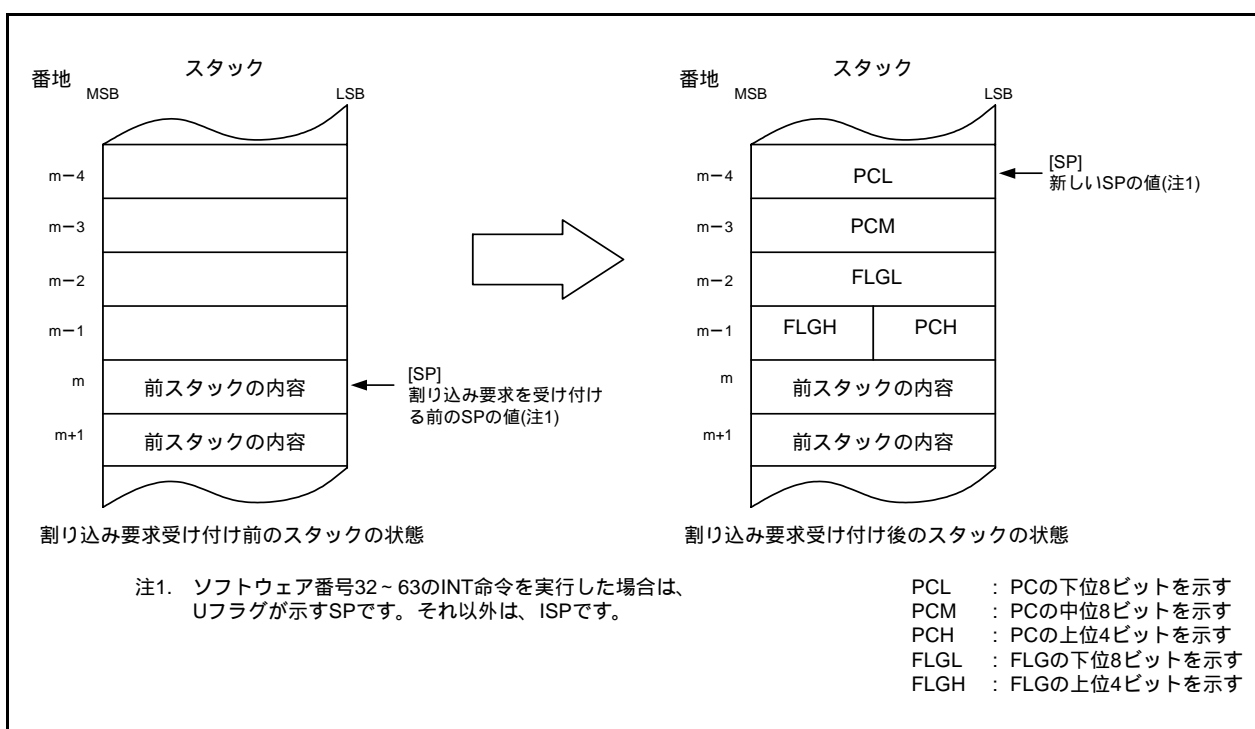 番地
スタック
MSB
LSB
m－4
m－3
m－2
m－1
m
前スタックの内容
m+1
前スタックの内容
[SP]
割り込み要求を受け付け
る前のSPの値(注1)
割り込み要求受け付け前のスタックの状態
番地
スタック
MSB
LSB
m－4
PCL
[SP]
新しいSPの値(注1)
m－3
PCM
m－2
FLGL
m－1
FLGH
PCH
m
前スタックの内容
m+1
前スタックの内容
割り込み要求受け付け後のスタックの状態
注1. ソフトウェア番号32～63のINT命令を実行した場合は、
Uフラグが示すSPです。それ以外は、ISPです。
PCL : PCの下位8ビットを示す
PCM : PCの中位8ビットを示す
PCH : PCの上位4ビットを示す
FLGL : FLGの下位8ビットを示す
FLGH : FLGの上位4ビットを示す